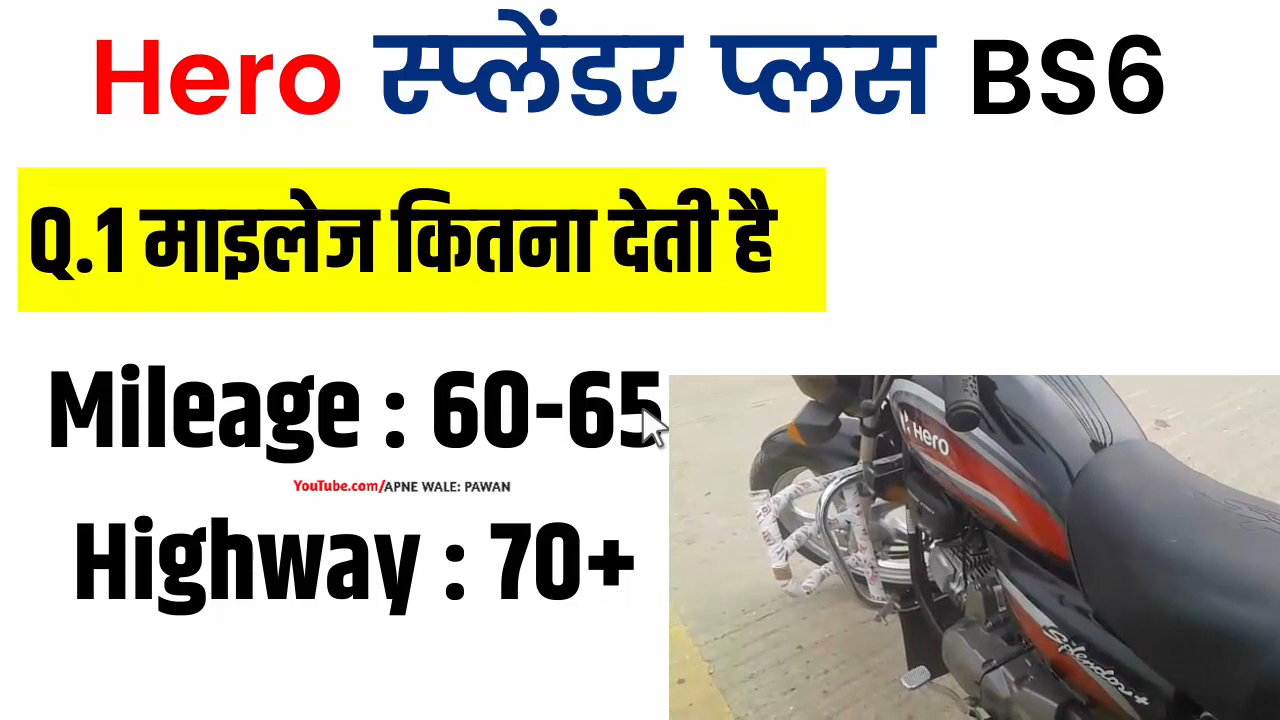 Hero स्प्लेंडर प्लस BS6
Q.1 माइलेज कितना देती है
Mileage : 60-65
YouTube.com/APNE WALE: PAWAN
Highway : 70+
Hero
Splendor+